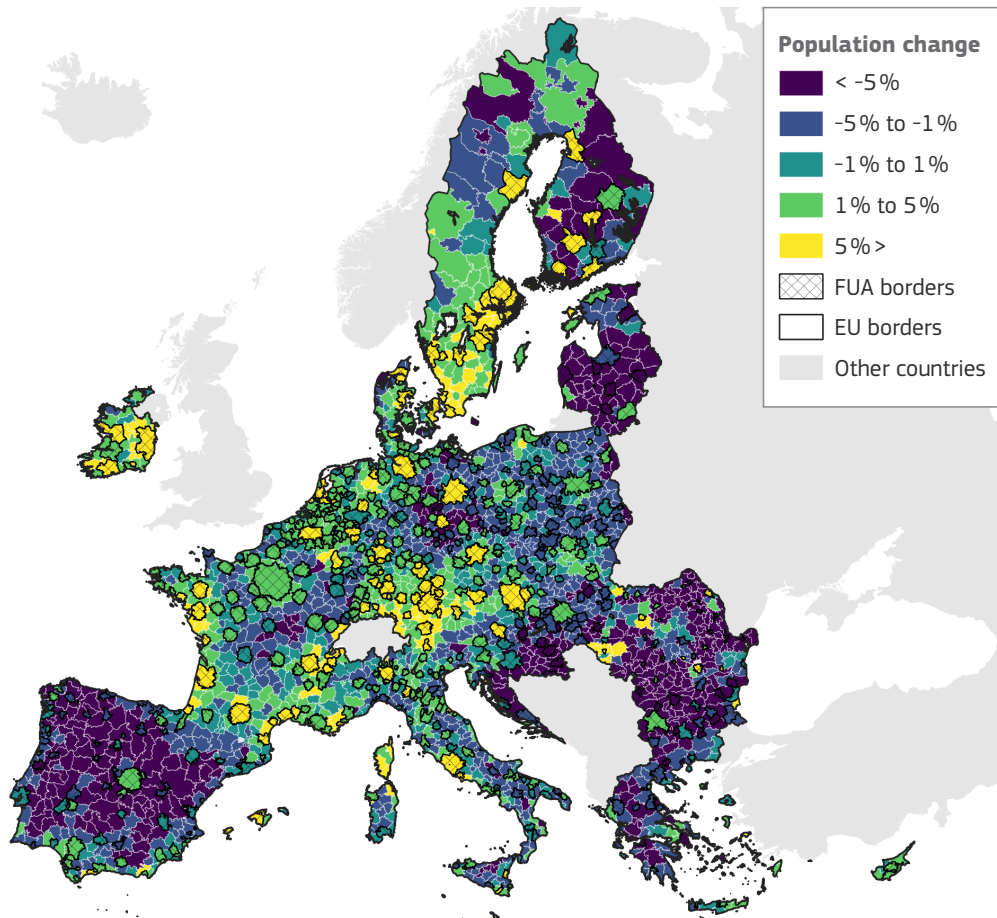 Population change
< -5 %
-5 % to -1 %
-1 % to 1 %
1 % to 5 %
5 % >
FUA borders
EU borders
Other countries